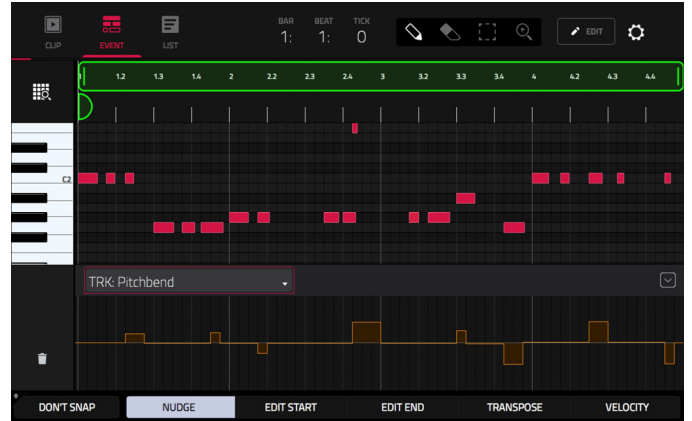 BAR BEAT TICK
1: 1: 0
CLIP EVENT LIST EDIT
1.2 1.3 1.4 2 2.2 2.3 2.4 3 3.2 3.3 3.4 4 4.2 4.3 4.4
C2
TRK: Pitchbend
DON'T SNAP NUDGE EDIT START EDIT END TRANSPOSE VELOCITY